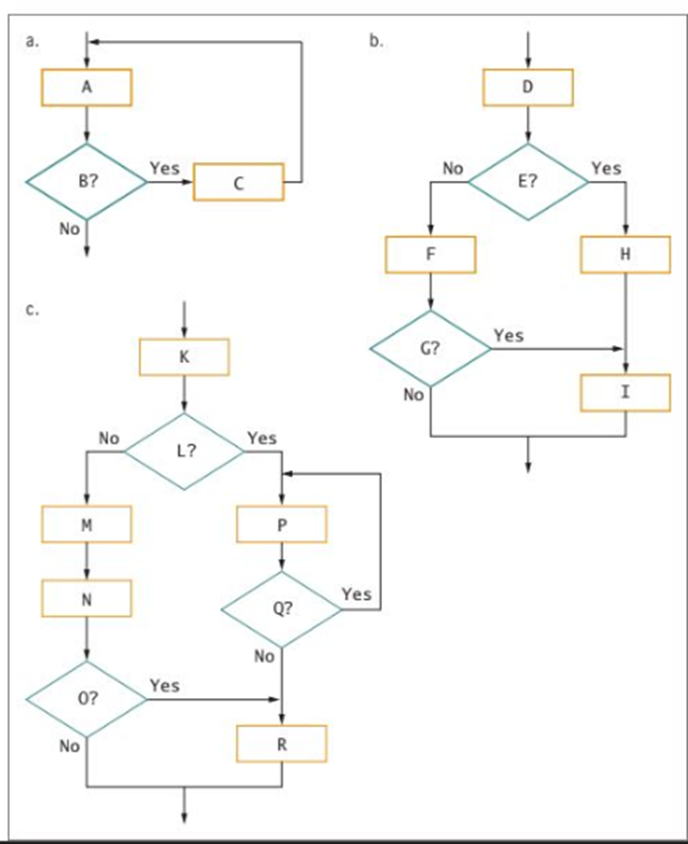 a.
A
B?
Yes
C
No
b.
D
No
E?
Yes
F
H
G?
Yes
No
I
c.
K
No
L?
Yes
M
P
N
Q?
Yes
No
O?
Yes
No
R